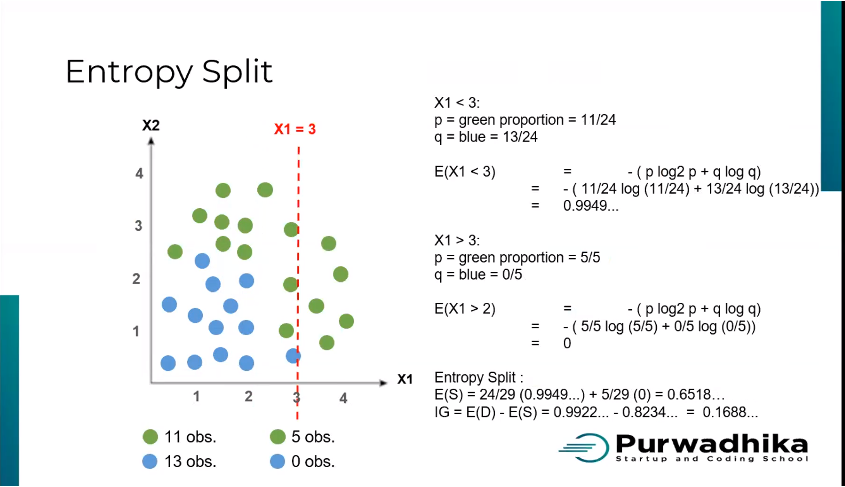 Entropy Split
X2
X1 = 3
4
3
2
1
1 2 3 4
X1
11 obs. 5 obs.
13 obs. 0 obs.
X1 < 3:
p = green proportion = 11/24
q = blue = 13/24
E(X1 < 3) = - ( p log2 p + q log q)
= - ( 11/24 log (11/24) + 13/24 log (13/24))
= 0.9949...
X1 > 3:
p = green proportion = 5/5
q = blue = 0/5
E(X1 > 2) = - ( p log2 p + q log q)
= - ( 5/5 log (5/5) + 0/5 log (0/5))
= 0
Entropy Split :
E(S) = 24/29 (0.9949...) + 5/29 (0) = 0.6518...
IG = E(D) - E(S) = 0.9922... - 0.8234... = 0.1688...
Purwadhika
Startup and Coding School